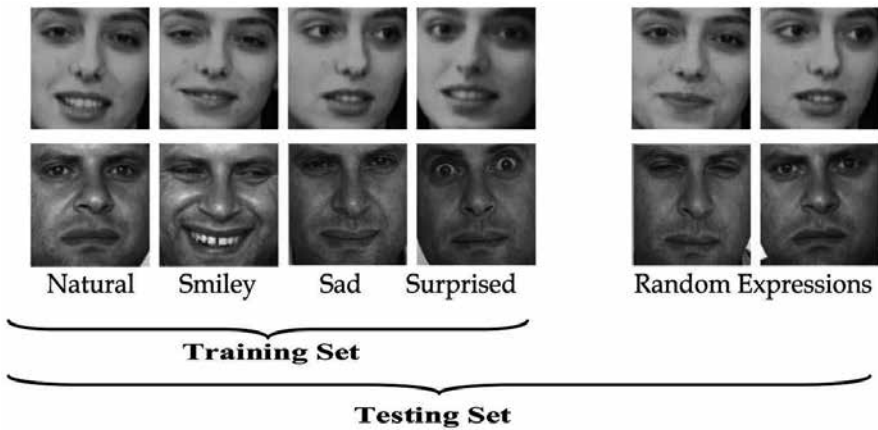 Natural Smiley Sad Surprised Random Expressions
Training Set
Testing Set